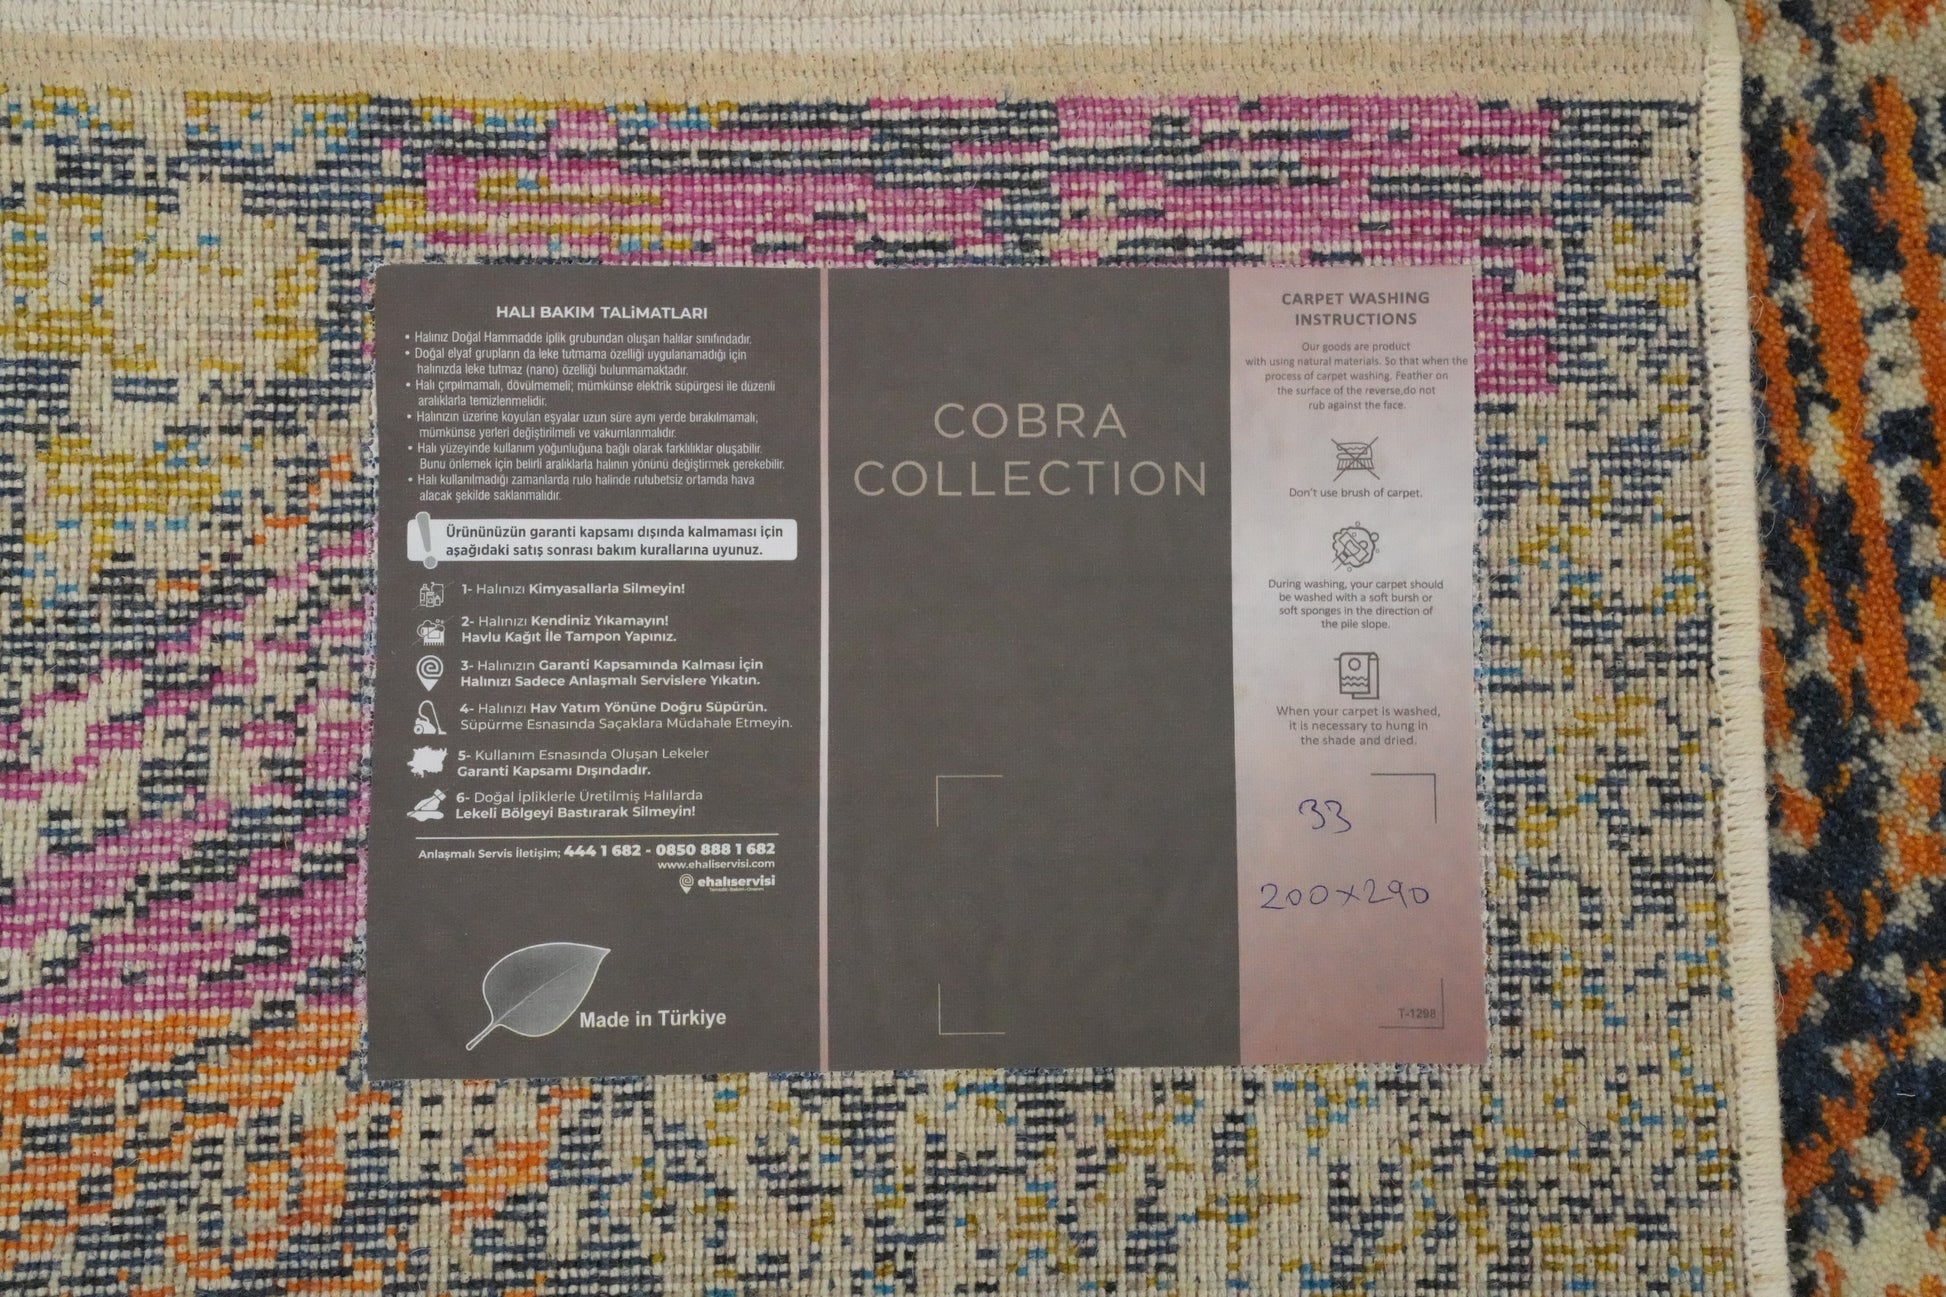 HALI BAKIM TALİMATLARI
• Halınız Doğal Hammadde iplik grubundan oluşan halılar sınıfındadır.
• Doğal elyaf grupların da leke tutmama özelliği uygulanamadığı için
halınızda leke tutmaz (nano) özelliği bulunmamaktadır.
• Halı çırpılmamalı, dövülmemeli; mümkünse elektrik süpürgesi ile düzenli
aralıklarla temizlenmelidir.
• Halınızın üzerine koyulan eşyalar uzun süre aynı yerde bırakılmamalı;
mümkünse yerleri değiştirilmeli ve vakumlanmalıdır.
• Halı yüzeyinde kullanım yoğunluğuna bağlı olarak farklılıklar oluşabilir.
Bunu önlemek için belirli aralıklarla halının yönünü değiştirmek gerekebilir.
• Halı kullanılmadığı zamanlarda rulo halinde rutubetsiz ortamda hava
alacak şekilde saklanmalıdır.
Ürününüzün garanti kapsamı dışında kalmaması için
aşağıdaki satış sonrası bakım kurallarına uyunuz.
1- Halınızı Kimyasallarla Silmeyin!
2- Halınızı Kendiniz Yıkamayın!
Havlu Kağıt İle Tampon Yapınız.
3- Halınızın Garanti Kapsamında Kalması İçin
Halınızı Sadece Anlaşmalı Servislere Yıkatın.
4- Halınızı Hav Yatım Yönüne Doğru Süpürün.
Süpürme Esnasında Saçaklara Müdahale Etmeyin.
5- Kullanım Esnasında Oluşan Lekeler
Garanti Kapsamı Dışındadır.
6- Doğal İpliklerle Üretilmiş Halılarda
Lekeli Bölgeyi Bastırarak Silmeyin!
Anlaşmalı Servis İletişim; 444 1 682 - 0850 888 1 682
www.ehaliservisi.com
ehalıservisi
Made in Türkiye
COBRA
COLLECTION
CARPET WASHING
INSTRUCTIONS
Our goods are product
with using natural materials. So that when the
process of carpet washing. Feather on
the surface of the reverse,do not
rub against the face.
Don't use brush of carpet.
During washing, your carpet should
be washed with a soft bursh or
soft sponges in the direction of
the pile slope.
When your carpet is washed,
it is necessary to hung in
the shade and dried.
33
200x290
T-1298